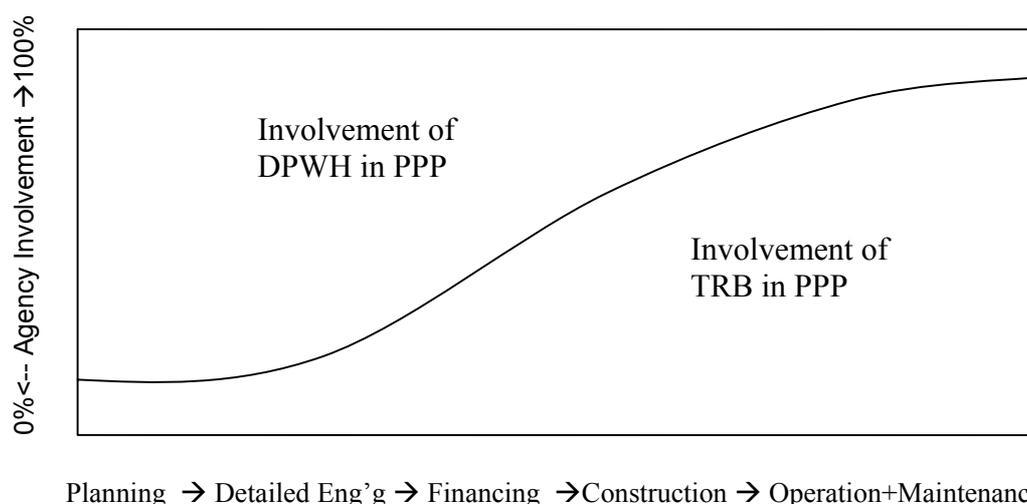 0%<-- Agency Involvement →100%
Involvement of
DPWH in PPP
Involvement of
TRB in PPP
Planning → Detailed Eng’g → Financing →Construction → Operation+Maintenanc